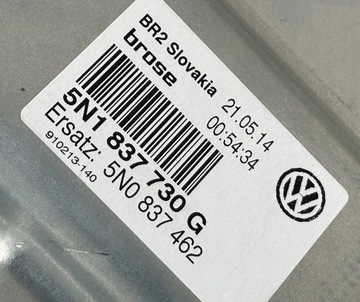 BR2 Slovakia 21.05.14
brose 00:54:34
5N1 837 730 G
Ersatz: 5N0 837 462
910213-140